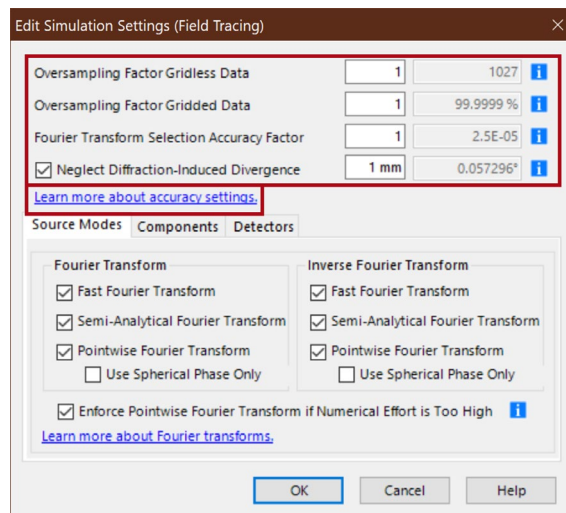 Edit Simulation Settings (Field Tracing)
Oversampling Factor Gridless Data 1 1027
Oversampling Factor Gridded Data 1 99.9999 %
Fourier Transform Selection Accuracy Factor 1 2.5E-05
Neglect Diffraction-Induced Divergence 1 mm 0.057296°
Learn more about accuracy settings.
Source Modes Components Detectors
Fourier Transform Inverse Fourier Transform
Fast Fourier Transform Fast Fourier Transform
Semi-Analytical Fourier Transform Semi-Analytical Fourier Transform
Pointwise Fourier Transform Pointwise Fourier Transform
Use Spherical Phase Only Use Spherical Phase Only
Enforce Pointwise Fourier Transform if Numerical Effort is Too High
Learn more about Fourier transforms.
OK Cancel Help